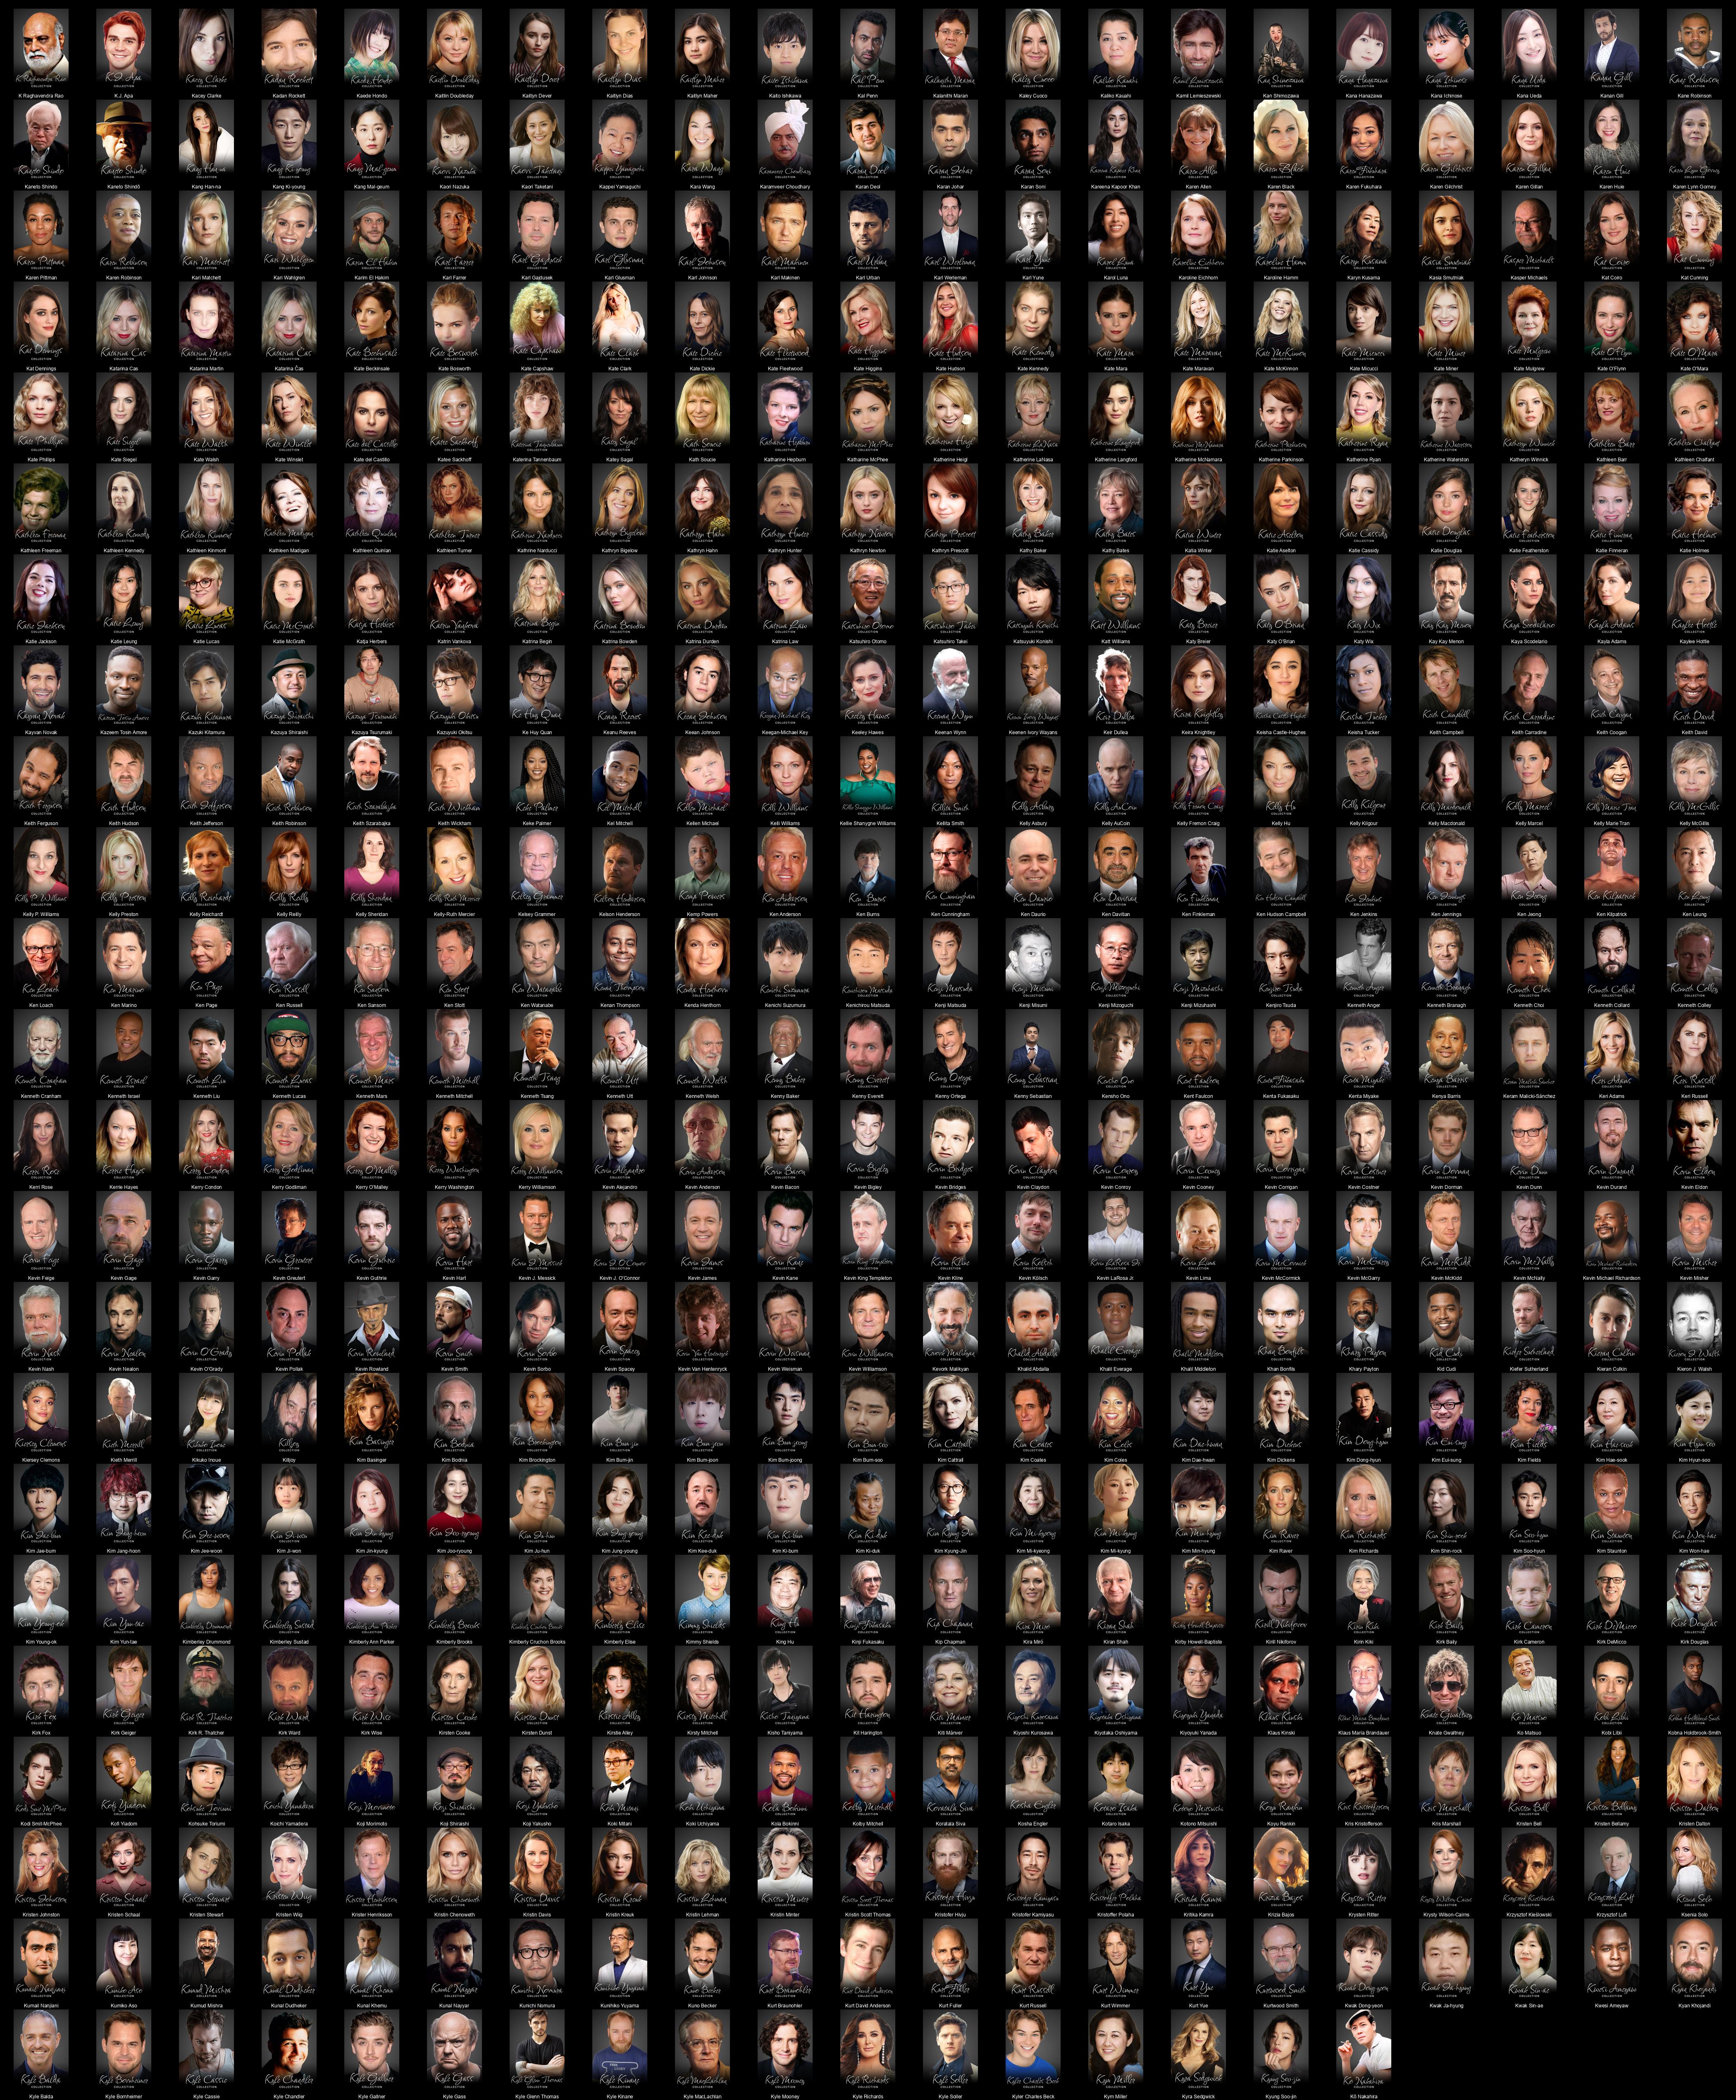 K Raghavendra Rao K.J. Apa Kacey Clarke Kadan Rockett Kaede Hondo Kaitlin Doubleday Kaitlyn Dever Kaitlyn Dias Kaitlyn Maher Kaito Ishikawa Kal Penn Kalanithi Maran Kaley Cuoco Kaliko Kauahi Kamil Lemieszewski Kan Shimozawa Kana Hanazawa Kana Ichinose Kana Ueda Karan Gill Kane Robinson
Kaneto Shindo Kaneto Shindō Kang Han-na Kang Ki-young Kang Mal-geum Kaori Nazuka Kaori Taketani Kappei Yamaguchi Kara Wang Karamveer Choudhary Karan Deol Karan Johar Karan Soni Kareena Kapoor Khan Karen Allen Karen Black Karen Fukuhara Karen Gilchrist Karen Gillan Karen Huie Karen Lynn Gorney
Karen Pittman Karen Robinson Kari Matchett Kari Wahlgren Karim El Hakim Karl Farrer Karl Gajdusek Karl Glusman Karl Johnson Karl Makinen Karl Urban Karl Welteman Karl Yune Karol Luna Karoline Eichhorn Karoline Hamm Karyn Kusama Kasia Smutniak Kasper Michaels Kat Coiro Kat Cunning
Kat Dennings Katarina Cas Katarina Martin Katarina Čas Kate Beckinsale Kate Bosworth Kate Capshaw Kate Clark Kate Dickie Kate Fleetwood Kate Higgins Kate Hudson Kate Kennedy Kate Mara Kate Maravan Kate McKinnon Kate Micucci Kate Miner Kate Mulgrew Kate O'Flynn Kate O'Mara
Kate Phillips Kate Siegel Kate Walsh Kate Winslet Kate del Castillo Katee Sackhoff Katerina Tannenbaum Katey Sagal Kath Soucie Katharine Hepburn Katharine McPhee Katherine Heigl Katherine LaNasa Katherine Langford Katherine McNamara Katherine Parkinson Katherine Ryan Katherine Waterston Katheryn Winnick Kathleen Barr Kathleen Chalfant
Kathleen Freeman Kathleen Kennedy Kathleen Kinmont Kathleen Madigan Kathleen Quinlan Kathleen Turner Kathrine Narducci Kathryn Bigelow Kathryn Hahn Kathryn Hunter Kathryn Newton Kathryn Prescott Kathy Baker Kathy Bates Katia Winter Katie Aselton Katie Cassidy Katie Douglas Katie Featherston Katie Finneran Katie Holmes
Katie Jackson Katie Leung Katie Lucas Katie McGrath Katja Herbers Katrin Vankova Katrina Begin Katrina Bowden Katrina Durden Katrina Law Katsuhiro Otomo Katsuhiro Takei Katsuyuki Konishi Katt Williams Katy Breier Katy O'Brian Katy Wix Kay Kay Menon Kaya Scodelario Kayla Adams Kaylee Hottle
Kayvan Novak Kazeem Tosin Amore Kazuki Kitamura Kazuya Shiraishi Kazuya Tsurumaki Kazuyuki Okitsu Ke Huy Quan Keanu Reeves Keean Johnson Keegan-Michael Key Keeley Hawes Keenan Wynn Keenen Ivory Wayans Keir Dullea Keira Knightley Keisha Castle-Hughes Keisha Tucker Keith Campbell Keith Carradine Keith Coogan Keith David
Keith Ferguson Keith Hudson Keith Jefferson Keith Robinson Keith Szarabajka Keith Wickham Keke Palmer Kel Mitchell Kellen Michael Kelli Williams Kellie Shanygne Williams Kellita Smith Kelly Asbury Kelly AuCoin Kelly Fremon Craig Kelly Hu Kelly Kilgour Kelly Macdonald Kelly Marcel Kelly Marie Tran Kelly McGillis
Kelly P. Williams Kelly Preston Kelly Reichardt Kelly Reilly Kelly Sheridan Kelly-Ruth Mercier Kelsey Grammer Kelson Henderson Kemp Powers Ken Anderson Ken Burns Ken Cunningham Ken Daurio Ken Davitian Ken Finkleman Ken Hudson Campbell Ken Jenkins Ken Jennings Ken Jeong Ken Kilpatrick Ken Leung
Ken Loach Ken Marino Ken Page Ken Russell Ken Sansom Ken Stott Ken Watanabe Kenan Thompson Kenda Henthorn Kenichi Suzumura Kenichirou Matsuda Kenji Matsuda Kenji Misumi Kenji Mizoguchi Kenji Mizuhashi Kenjiro Tsuda Kenneth Anger Kenneth Branagh Kenneth Choi Kenneth Collard Kenneth Colley
Kenneth Cranham Kenneth Israel Kenneth Liu Kenneth Lucas Kenneth Mars Kenneth Mitchell Kenneth Tsang Kenneth Utt Kenneth Welsh Kenny Baker Kenny Everett Kenny Ortega Kenny Sebastian Kensho Ono Kent Faulcon Kenta Fukasaku Kenta Miyake Kenya Barris Keram Malicki-Sánchez Keri Adams Keri Russell
Kerri Rose Kerrie Hayes Kerry Condon Kerry Godliman Kerry O'Malley Kerry Washington Kerry Williamson Kevin Alejandro Kevin Anderson Kevin Bacon Kevin Bigley Kevin Bridges Kevin Claydon Kevin Conroy Kevin Cooney Kevin Corrigan Kevin Costner Kevin Dorman Kevin Dunn Kevin Durand Kevin Eldon
Kevin Feige Kevin Gage Kevin Garry Kevin Greutert Kevin Guthrie Kevin Hart Kevin J. Messick Kevin J. O'Connor Kevin James Kevin Kane Kevin King Templeton Kevin Kline Kevin Kölsch Kevin LaRosa Jr. Kevin Lima Kevin McCormick Kevin McGarry Kevin McKidd Kevin McNally Kevin Michael Richardson Kevin Misher
Kevin Nash Kevin Nealon Kevin O'Grady Kevin Pollak Kevin Rowland Kevin Smith Kevin Sorbo Kevin Spacey Kevin Van Hentenryck Kevin Weisman Kevin Williamson Kevork Malikyan Khalid Abdalla Khalil Everage Khalil Middleton Khan Bonfils Khary Payton Kid Cudi Kiefer Sutherland Kieran Culkin Kieron J. Walsh
Kiersey Clemons Kieth Merrill Kikuko Inoue Killjoy Kim Basinger Kim Bodnia Kim Brockington Kim Bum-jin Kim Bum-joon Kim Bum-joong Kim Bum-soo Kim Cattrall Kim Coates Kim Coles Kim Dae-hwan Kim Dickens Kim Dong-hyun Kim Eui-sung Kim Fields Kim Hae-sook Kim Hyun-soo
Kim Jae-bum Kim Jang-hoon Kim Jee-woon Kim Ji-won Kim Jin-kyung Kim Joo-ryoung Kim Ju-hun Kim Jung-young Kim Kee-duk Kim Ki-bum Kim Ki-duk Kim Kyung-Jin Kim Mi-kyeong Kim Mi-kyung Kim Min-hyung Kim Raver Kim Richards Kim Shin-rock Kim Soo-hyun Kim Staunton Kim Won-hae
Kim Young-ok Kim Yun-tae Kimberley Drummond Kimberley Sustad Kimberly Ann Parker Kimberly Brooks Kimberly Cruchon Brooks Kimberly Elise Kimmy Shields King Hu Kinji Fukasaku Kip Chapman Kira Miró Kiran Shah Kirby Howell-Baptiste Kirill Nikiforov Kirin Kiki Kirk Baily Kirk Cameron Kirk DeMicco Kirk Douglas
Kirk Fox Kirk Geiger Kirk R. Thatcher Kirk Ward Kirk Wise Kirsten Cooke Kirsten Dunst Kirstie Alley Kirsty Mitchell Kisho Taniyama Kit Harington Kiti Mánver Kiyoshi Kurosawa Kiyotaka Oshiyama Kiyoyuki Yanada Klaus Kinski Klaus Maria Brandauer Knate Gwaltney Ko Matsuo Kobi Libii Kobna Holdbrook-Smith
Kodi Smit-McPhee Kofi Yiadom Kohsuke Toriumi Koichi Yamadera Koji Morimoto Koji Shiraishi Koji Yakusho Koki Mitani Koki Uchiyama Kola Bokinni Kolby Mitchell Koratala Siva Kosha Engler Kotaro Isaka Kotono Mitsuishi Koyu Rankin Kris Kristofferson Kris Marshall Kristen Bell Kristen Bellamy Kristen Dalton
Kristen Johnston Kristen Schaal Kristen Stewart Kristen Wiig Krister Henriksson Kristin Chenoweth Kristin Davis Kristin Kreuk Kristin Lehman Kristin Minter Kristin Scott Thomas Kristofer Hivju Kristofer Kamiyasu Kristoffer Polaha Kritika Kamra Krizia Bajos Krysten Ritter Krysty Wilson-Cairns Krzysztof Kieślowski Krzysztof Luft Ksenia Solo
Kumail Nanjiani Kumiko Aso Kumud Mishra Kunal Dudheker Kunal Khemu Kunal Nayyar Kunichi Nomura Kunihiko Yuyama Kuno Becker Kurt Braunohler Kurt David Anderson Kurt Fuller Kurt Russell Kurt Wimmer Kurt Yue Kurtwood Smith Kwak Dong-yeon Kwak Ja-hyung Kwak Sin-ae Kwesi Ameyaw Kyan Khojandi
Kyle Balda Kyle Bornheimer Kyle Cassie Kyle Chandler Kyle Gallner Kyle Gass Kyle Glenn Thomas Kyle Kinane Kyle MacLachlan Kyle Mooney Kyle Richards Kyle Soller Kyler Charles Beck Kym Miller Kyra Sedgwick Kyung Soo-jin Kō Nakahira